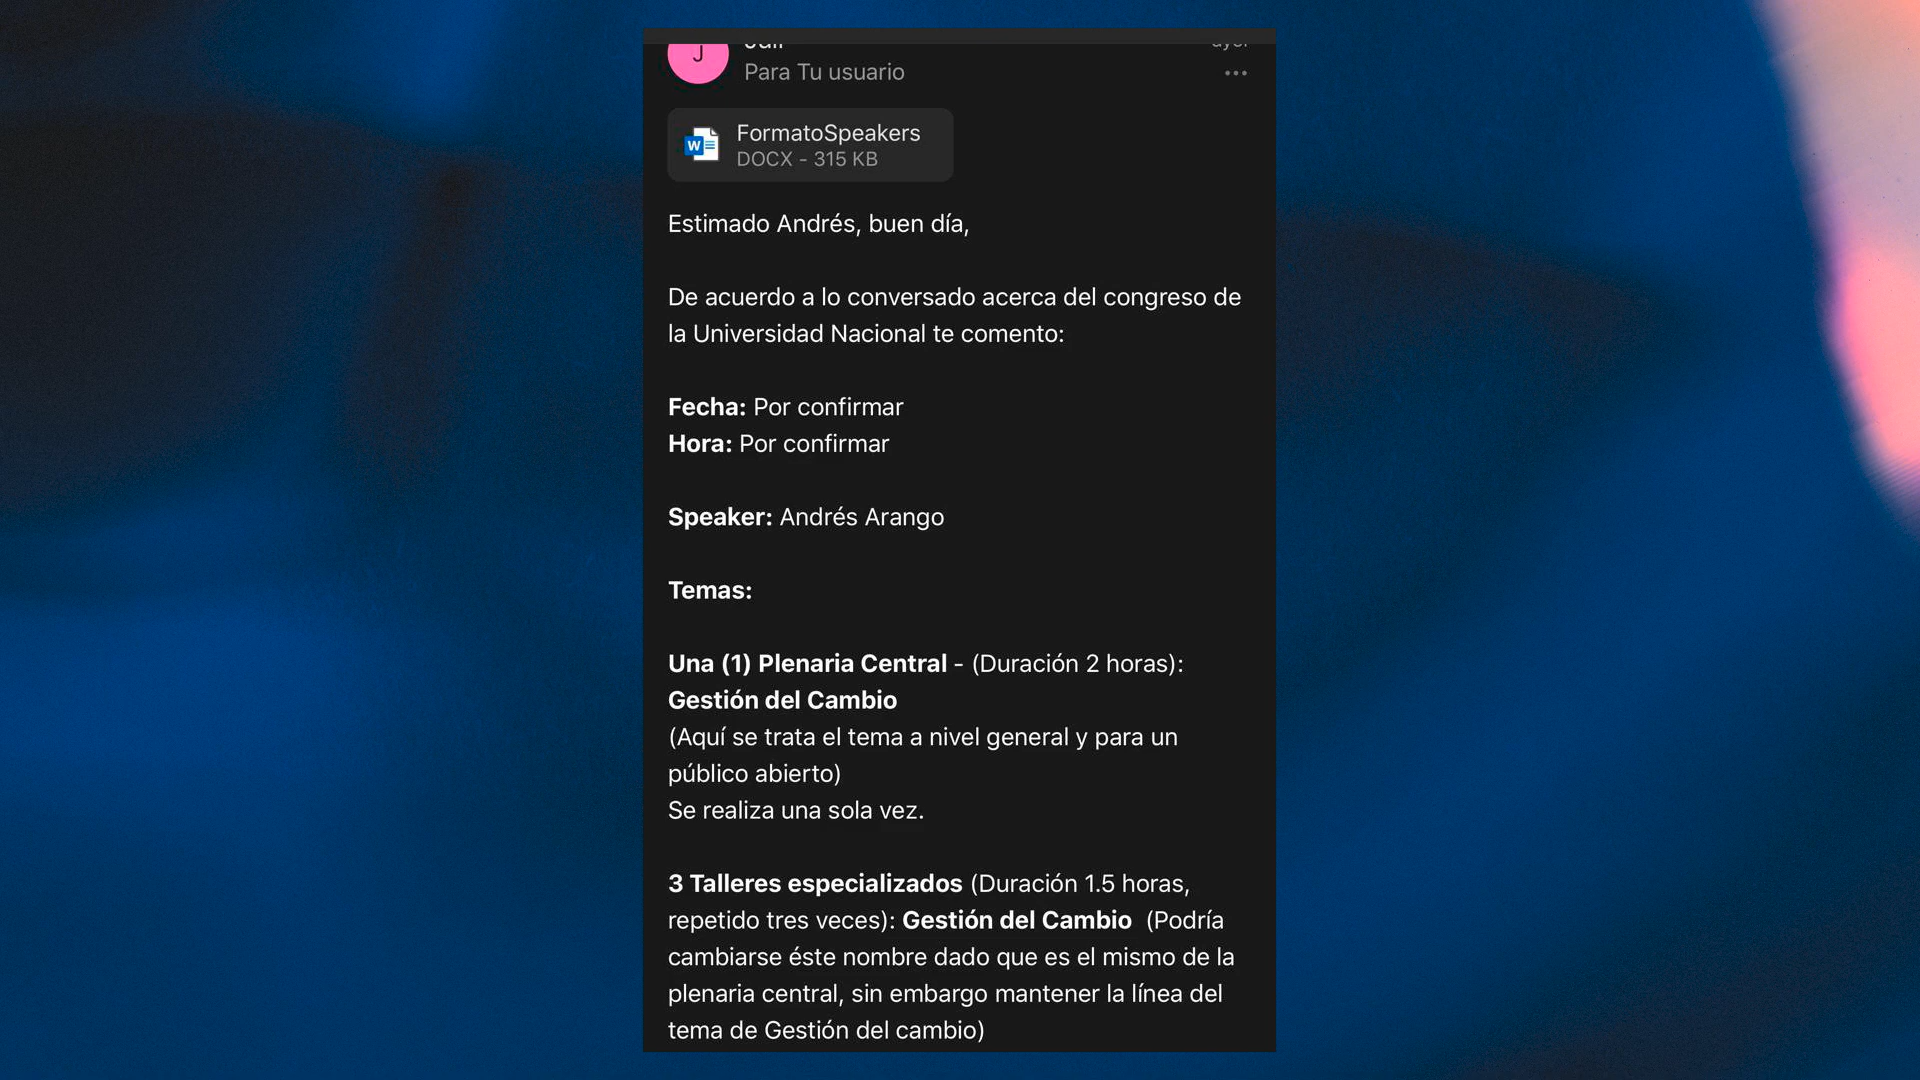 J
Para Tu usuario
...
FormatoSpeakers
W
DOCX - 315 KB
Estimado Andrés, buen día,
De acuerdo a lo conversado acerca del congreso de
la Universidad Nacional te comento:
Fecha: Por confirmar
Hora: Por confirmar
Speaker: Andrés Arango
Temas:
Una (1) Plenaria Central - (Duración 2 horas):
Gestión del Cambio
(Aquí se trata el tema a nivel general y para un
público abierto)
Se realiza una sola vez.
3 Talleres especializados (Duración 1.5 horas,
repetido tres veces): Gestión del Cambio (Podría
cambiarse éste nombre dado que es el mismo de la
plenaria central, sin embargo mantener la línea del
tema de Gestión del cambio)